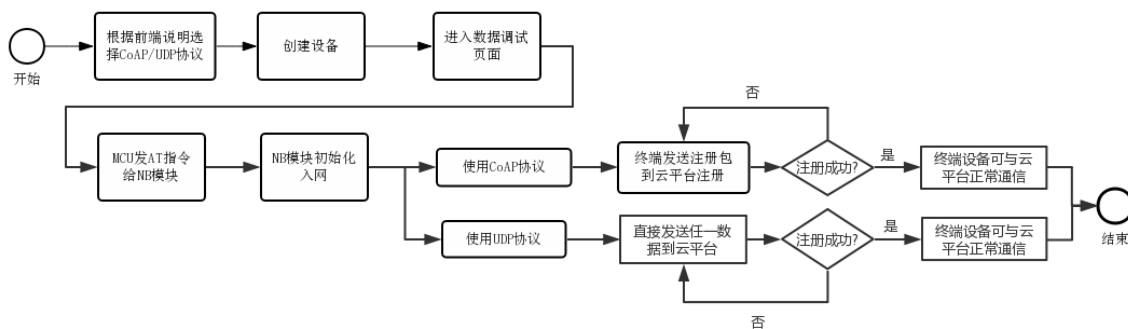 开始
根据前端说明选
择CoAP/UDP协议
创建设备
进入数据调试
页面
MCU发AT指令
给NB模块
NB模块初始化
入网
使用CoAP协议
终端发送注册包
到云平台注册
否
注册成功?
是
终端设备可与云
平台正常通信
使用UDP协议
直接发送任一数
据到云平台
注册成功?
是
否
终端设备可与云
平台正常通信
结束